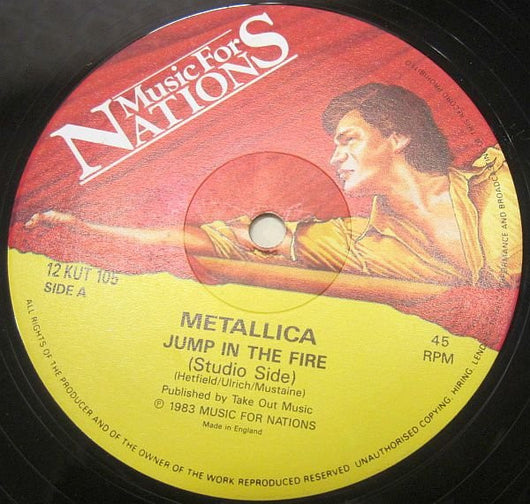 Music For
NATIONS
12 KUT 105
SIDE A
METALLICA
JUMP IN THE FIRE
(Studio Side)
(Hetfield/Ulrich/Mustaine)
Published by Take Out Music
℗ 1983 MUSIC FOR NATIONS
Made in England
45
RPM
ALL RIGHTS OF THE PRODUCER AND OF THE OWNER OF THE WORK REPRODUCED RESERVED. UNAUTHORISED COPYING, HIRING, LENDING